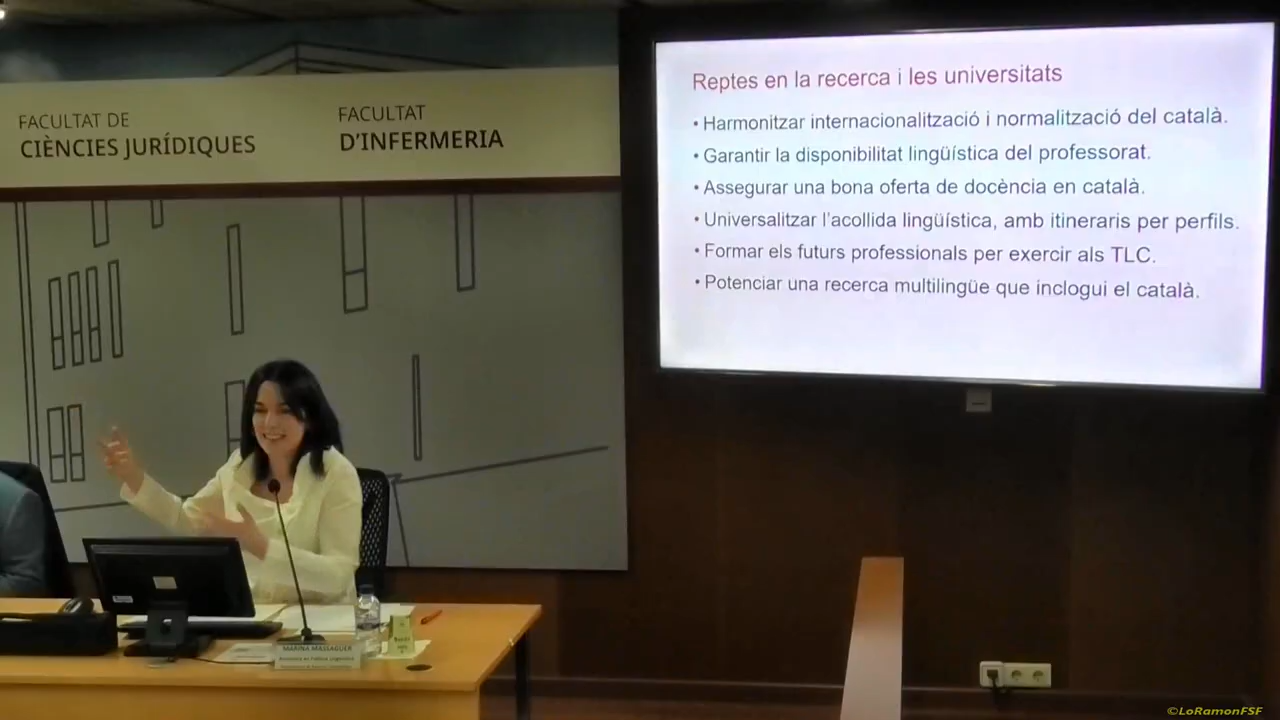 FACULTAT DE
CIÈNCIES JURÍDIQUES
FACULTAT
D'INFERMERIA
Reptes en la recerca i les universitats
• Harmonitzar internacionalització i normalització del català.
• Garantir la disponibilitat lingüística del professorat.
• Assegurar una bona oferta de docència en català.
• Universalitzar l'acollida lingüística, amb itineraris per perfils.
• Formar els futurs professionals per exercir als TLC.
• Potenciar una recerca multilingüe que inclogui el català.
MARINA MASSAGUER
©LoRamonFSF